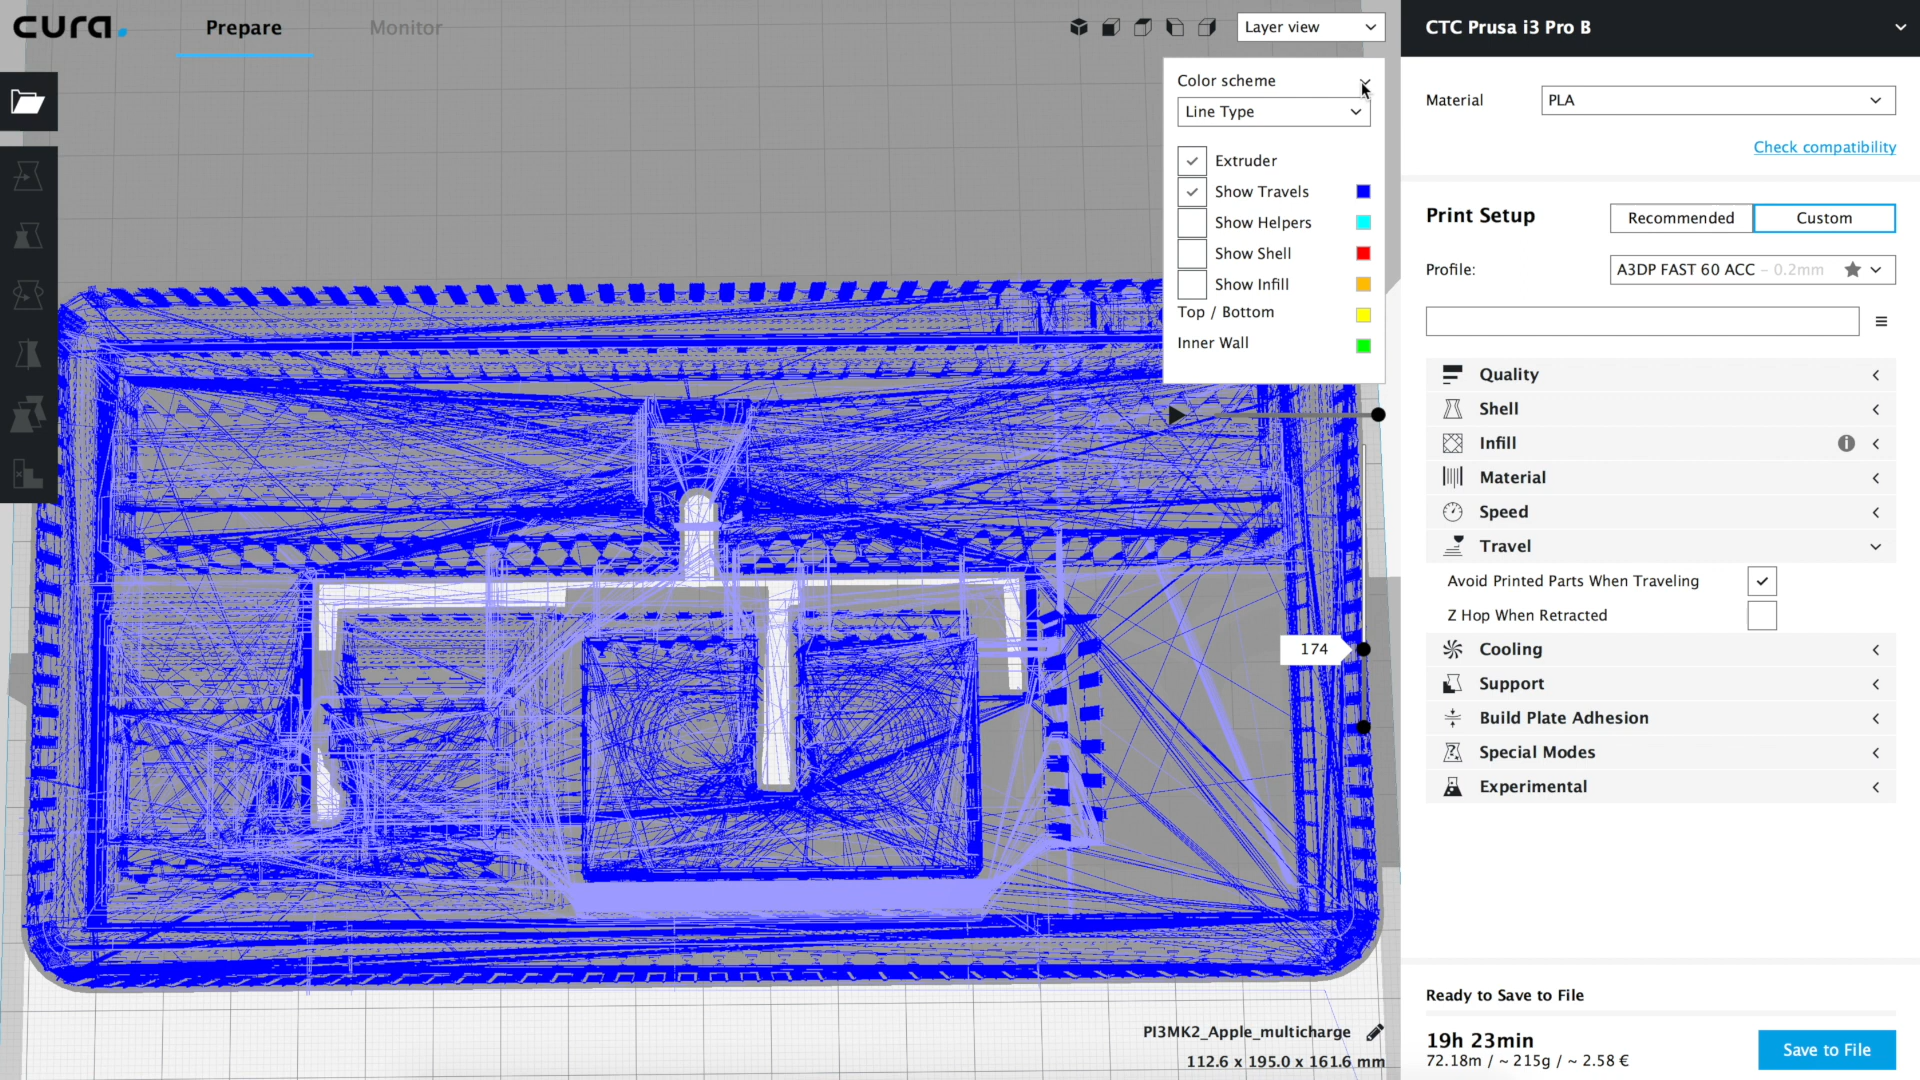 cura.
Prepare
Monitor
Layer view
CTC Prusa i3 Pro B
Color scheme
Line Type
Extruder
Show Travels
Show Helpers
Show Shell
Show Infill
Top / Bottom
Inner Wall
174
Material
PLA
Check compatibility
Print Setup
Recommended
Custom
Profile:
A3DP FAST 60 ACC - 0.2mm
Quality
Shell
Infill
Material
Speed
Travel
Avoid Printed Parts When Traveling
Z Hop When Retracted
Cooling
Support
Build Plate Adhesion
Special Modes
Experimental
PI3MK2_Apple_multicharge
112.6 x 195.0 x 161.6 mm
Ready to Save to File
19h 23min
72.18m / ~ 215g / ~ 2.58 €
Save to File